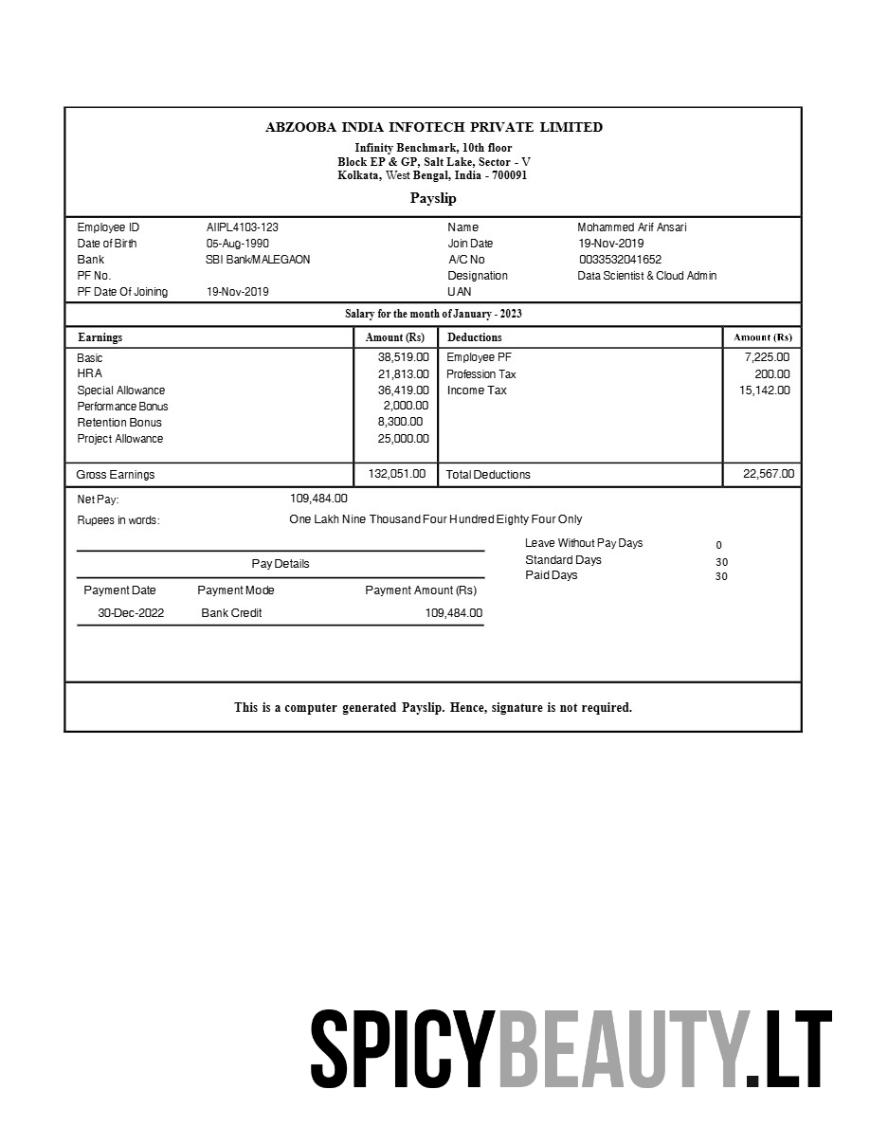 ABZOOBA INDIA INFOTECH PRIVATE LIMITED
Infinity Benchmark, 10th floor
Block EP & GP, Salt Lake, Sector - V
Kolkata, West Bengal, India - 700091
Payslip
Employee ID AIIPL4103-123 Name Mohammed Arif Ansari
Date of Birth 05-Aug-1990 Join Date 19-Nov-2019
Bank SBI Bank/MALEGAON A/C No 0033532041652
PF No. Designation Data Scientist & Cloud Admin
PF Date Of Joining 19-Nov-2019 UAN
Salary for the month of January - 2023
Earnings Amount (Rs) Deductions Amount (Rs)
Basic 38,519.00 Employee PF 7,225.00
HRA 21,813.00 Profession Tax 200.00
Special Allowance 36,419.00 Income Tax 15,142.00
Performance Bonus 2,000.00
Retention Bonus 8,300.00
Project Allowance 25,000.00
Gross Earnings 132,051.00 Total Deductions 22,567.00
Net Pay: 109,484.00
Rupees in words: One Lakh Nine Thousand Four Hundred Eighty Four Only
Leave Without Pay Days 0
Standard Days 30
Paid Days 30
Pay Details
Payment Date Payment Mode Payment Amount (Rs)
30-Dec-2022 Bank Credit 109,484.00
This is a computer generated Payslip. Hence, signature is not required.
SPICYBEAUTY.LT